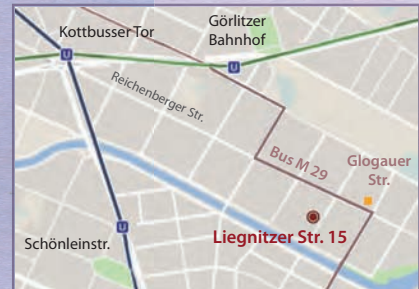 Kottbusser Tor
Görlitzer
Bahnhof
U
U
Reichenberger Str.
Bus M 29
Glogauer
Str.
U
Schönleinstr.
Liegnitzer Str. 15